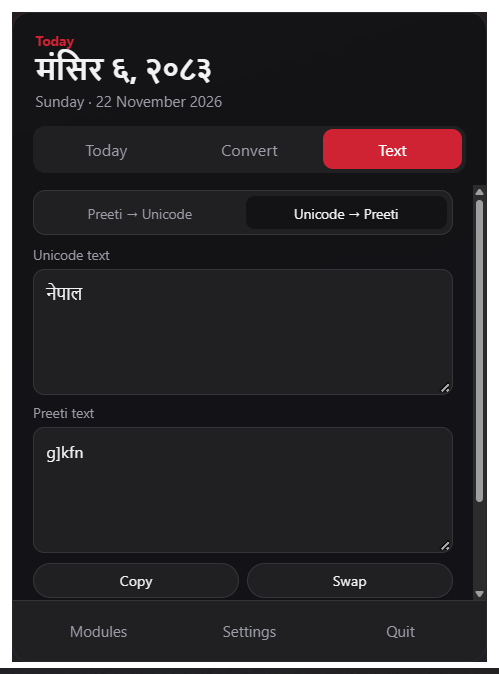 Today
मंसिर ६, २०८३
Sunday · 22 November 2026
Today Convert Text
Preeti → Unicode Unicode → Preeti
Unicode text
नेपाल
Preeti text
g]kfn
Copy Swap
Modules Settings Quit